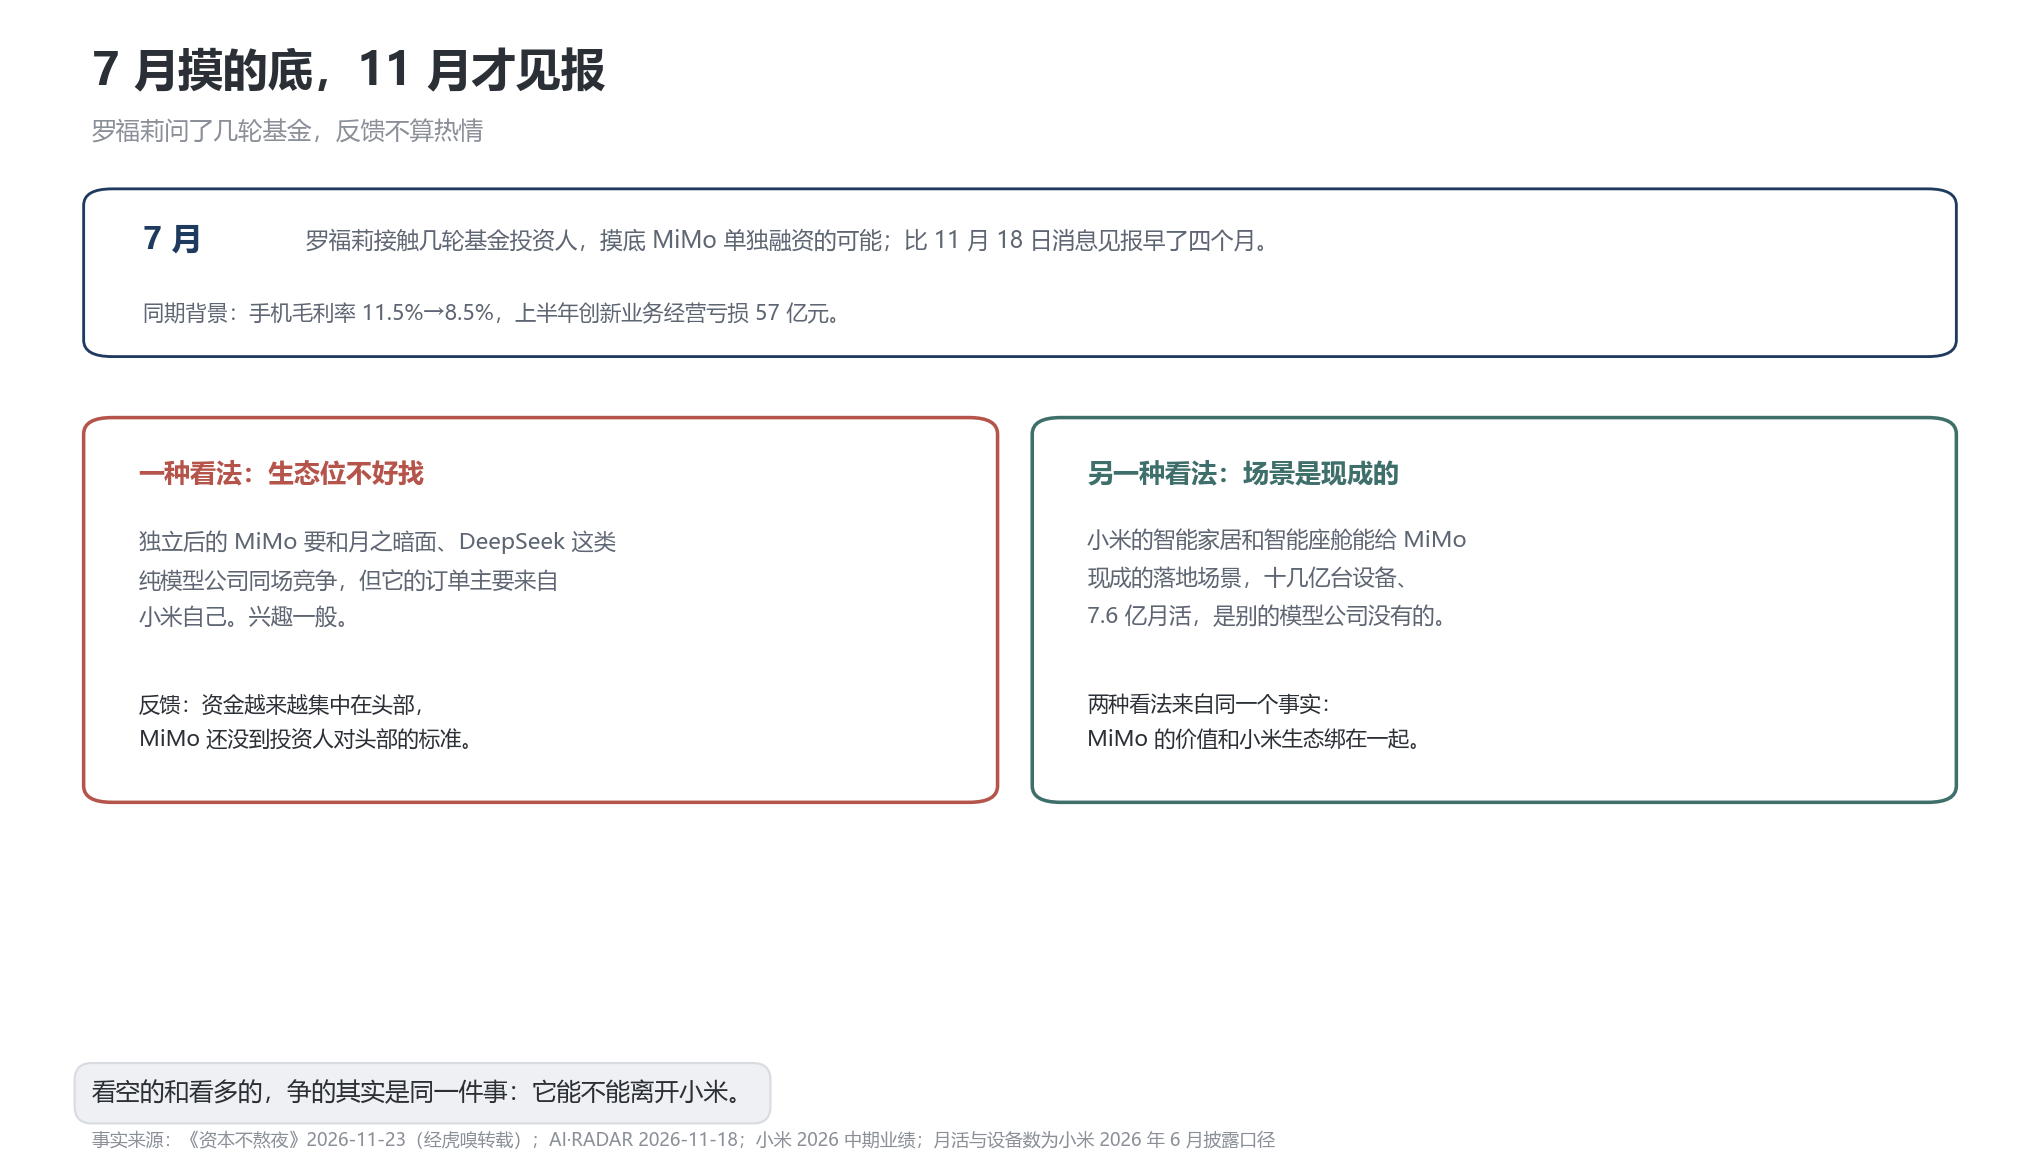 7 月摸的底，11 月才见报
罗福莉问了几轮基金，反馈不算热情
7 月
罗福莉接触几轮基金投资人，摸底 MiMo 单独融资的可能；比 11 月 18 日消息见报早了四个月。
同期背景：手机毛利率 11.5%→8.5%，上半年创新业务经营亏损 57 亿元。
一种看法：生态位不好找
独立后的 MiMo 要和月之暗面、DeepSeek 这类
纯模型公司同场竞争，但它的订单主要来自
小米自己。兴趣一般。
反馈：资金越来越集中在头部，
MiMo 还没到投资人对头部的标准。
另一种看法：场景是现成的
小米的智能家居和智能座舱能给 MiMo
现成的落地场景，十几亿台设备、
7.6 亿月活，是别的模型公司没有的。
两种看法来自同一个事实：
MiMo 的价值和小米生态绑在一起。
看空的和看多的，争的其实是同一件事：它能不能离开小米。
事实来源：《资本不熬夜》2026-11-23（经虎嗅转载）；AI·RADAR 2026-11-18；小米 2026 中期业绩；月活与设备数为小米 2026 年 6 月披露口径